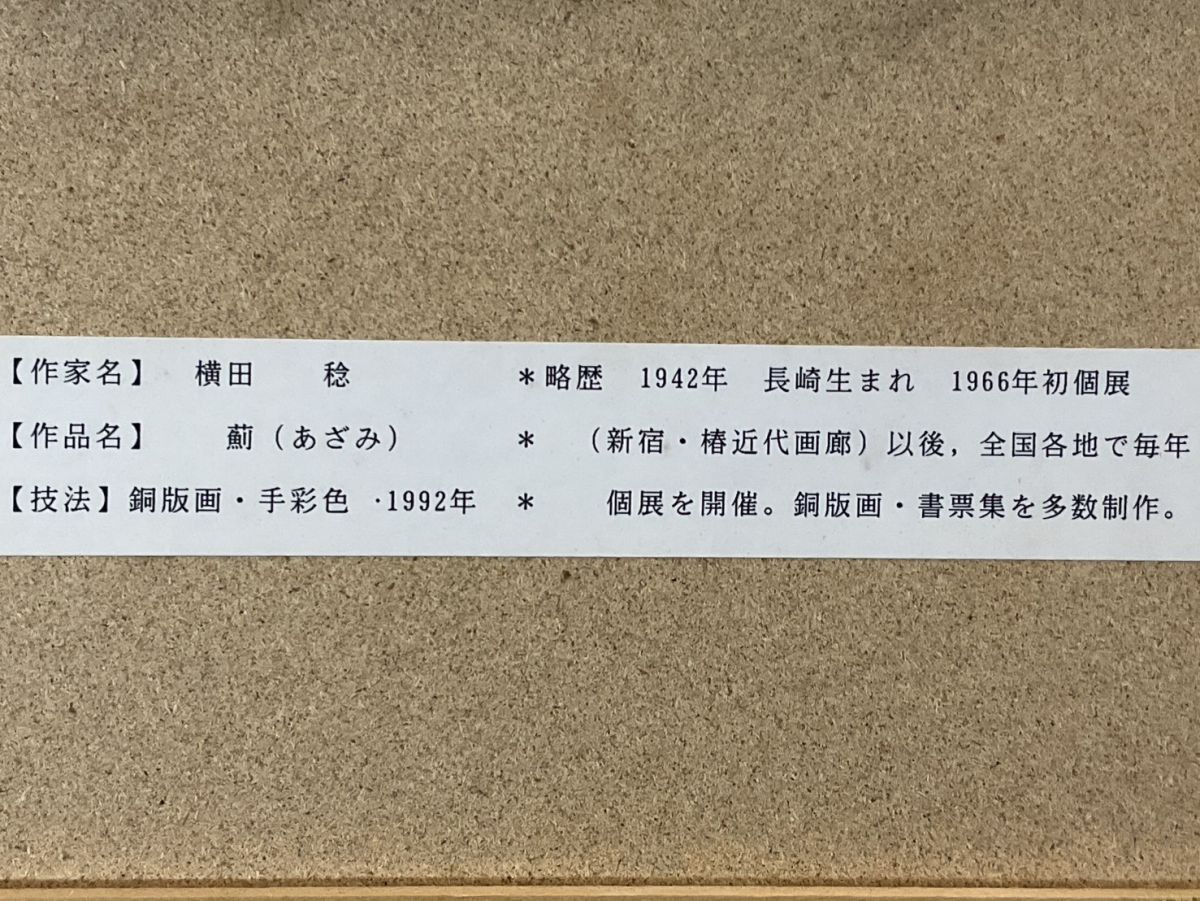 【作家名】　横田　　稔　　　　　＊略歴　1942年　長崎生まれ　1966年初個展
【作品名】　　薊（あざみ）　　　＊　（新宿・椿近代画廊）以後，全国各地で毎年
【技法】銅版画・手彩色　・1992年　＊　　個展を開催。銅版画・書票集を多数制作。